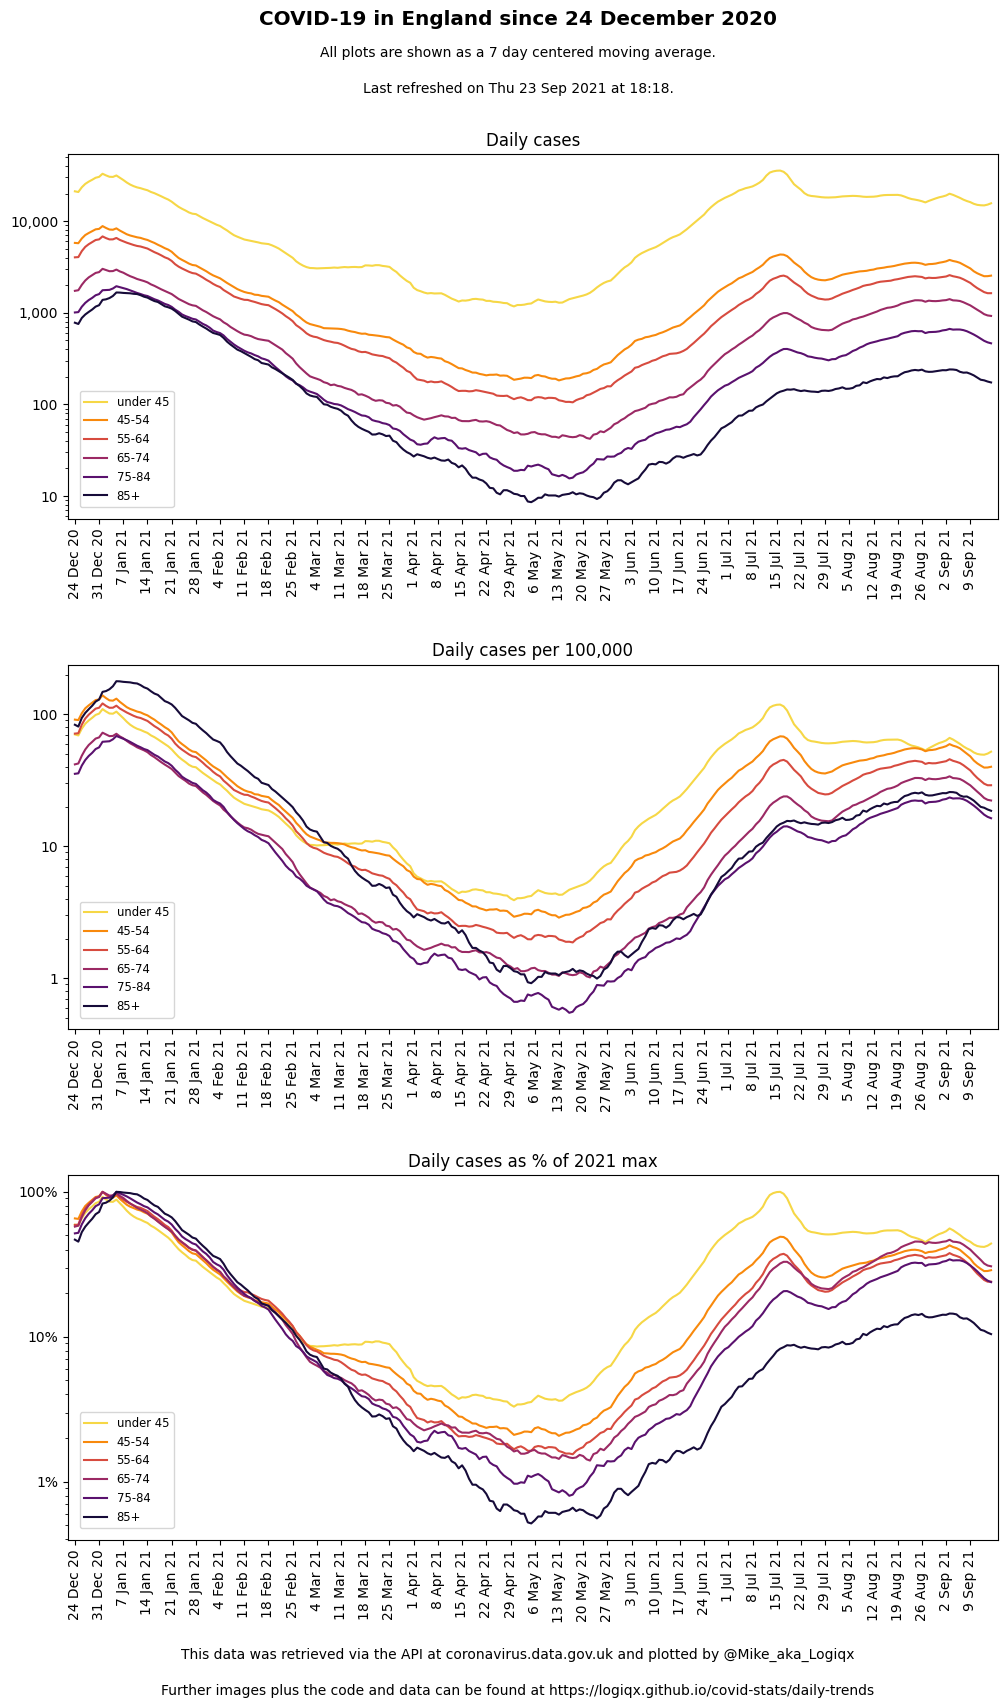 COVID-19 in England since 24 December 2020
All plots are shown as a 7 day centered moving average.
Last refreshed on Thu 23 Sep 2021 at 18:18.
Daily cases
10,000
1,000
100
10
under 45
45-54
55-64
65-74
75-84
85+
24 Dec 20
31 Dec 20
7 Jan 21
14 Jan 21
21 Jan 21
28 Jan 21
4 Feb 21
11 Feb 21
18 Feb 21
25 Feb 21
4 Mar 21
11 Mar 21
18 Mar 21
25 Mar 21
1 Apr 21
8 Apr 21
15 Apr 21
22 Apr 21
29 Apr 21
6 May 21
13 May 21
20 May 21
27 May 21
3 Jun 21
10 Jun 21
17 Jun 21
24 Jun 21
1 Jul 21
8 Jul 21
15 Jul 21
22 Jul 21
29 Jul 21
5 Aug 21
12 Aug 21
19 Aug 21
26 Aug 21
2 Sep 21
9 Sep 21
Daily cases per 100,000
100
10
1
under 45
45-54
55-64
65-74
75-84
85+
24 Dec 20
31 Dec 20
7 Jan 21
14 Jan 21
21 Jan 21
28 Jan 21
4 Feb 21
11 Feb 21
18 Feb 21
25 Feb 21
4 Mar 21
11 Mar 21
18 Mar 21
25 Mar 21
1 Apr 21
8 Apr 21
15 Apr 21
22 Apr 21
29 Apr 21
6 May 21
13 May 21
20 May 21
27 May 21
3 Jun 21
10 Jun 21
17 Jun 21
24 Jun 21
1 Jul 21
8 Jul 21
15 Jul 21
22 Jul 21
29 Jul 21
5 Aug 21
12 Aug 21
19 Aug 21
26 Aug 21
2 Sep 21
9 Sep 21
Daily cases as % of 2021 max
100%
10%
1%
under 45
45-54
55-64
65-74
75-84
85+
24 Dec 20
31 Dec 20
7 Jan 21
14 Jan 21
21 Jan 21
28 Jan 21
4 Feb 21
11 Feb 21
18 Feb 21
25 Feb 21
4 Mar 21
11 Mar 21
18 Mar 21
25 Mar 21
1 Apr 21
8 Apr 21
15 Apr 21
22 Apr 21
29 Apr 21
6 May 21
13 May 21
20 May 21
27 May 21
3 Jun 21
10 Jun 21
17 Jun 21
24 Jun 21
1 Jul 21
8 Jul 21
15 Jul 21
22 Jul 21
29 Jul 21
5 Aug 21
12 Aug 21
19 Aug 21
26 Aug 21
2 Sep 21
9 Sep 21
This data was retrieved via the API at coronavirus.data.gov.uk and plotted by @Mike_aka_Logiqx
Further images plus the code and data can be found at https://logiqx.github.io/covid-stats/daily-trends